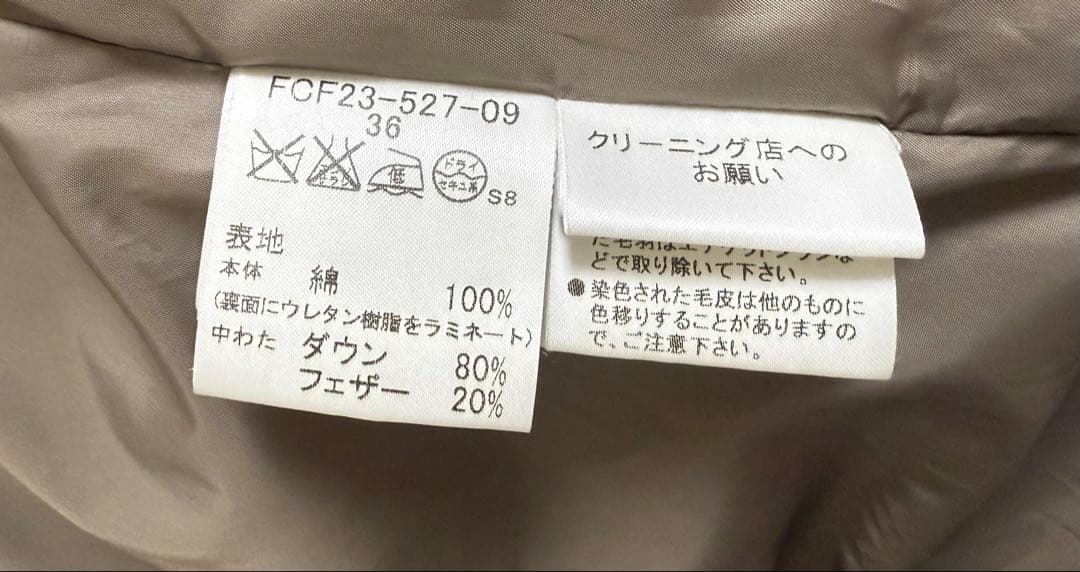 FCF23-527-09
36
エンソ
低
ドライ
セキユ系
S8
表地
本体 綿 100%
(裏面にウレタン樹脂をラミネート)
中わた ダウン 80%
フェザー 20%
クリーニング店への
お願い
どで取り除いて下さい。
●染色された毛皮は他のものに
色移りすることがありますの
で、ご注意下さい。